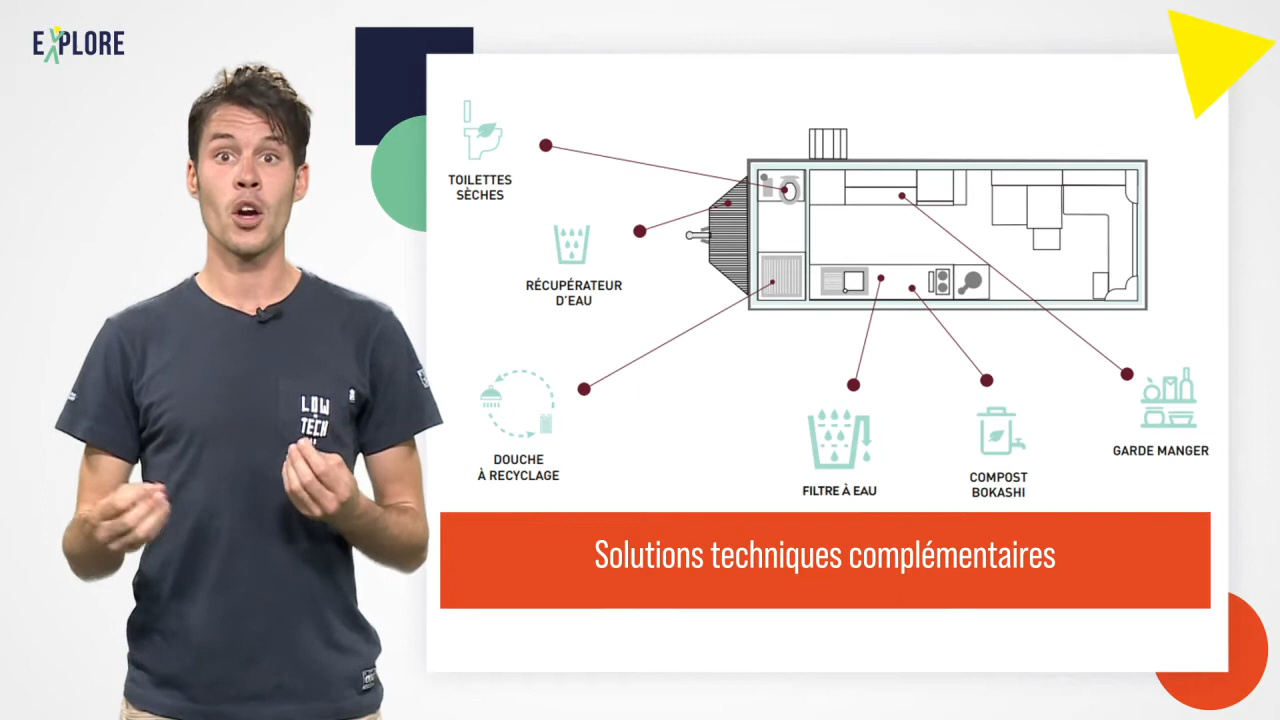 EXPLORE
TOILETTES
SÈCHES
RÉCUPÉRATEUR
D'EAU
DOUCHE
À RECYCLAGE
FILTRE À EAU
COMPOST
BOKASHI
GARDE MANGER
Solutions techniques complémentaires
LOW
TECH